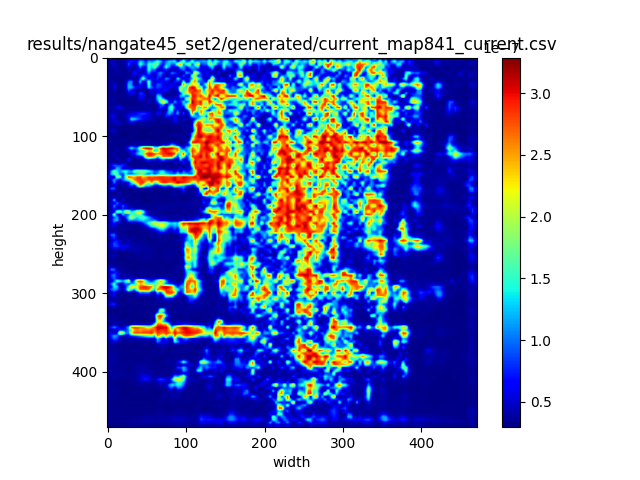 results/nangate45_set2/generated/current_map841_current.csv
1e−7
0
100
200
300
400
height
0 100 200 300 400
width
3.0
2.5
2.0
1.5
1.0
0.5